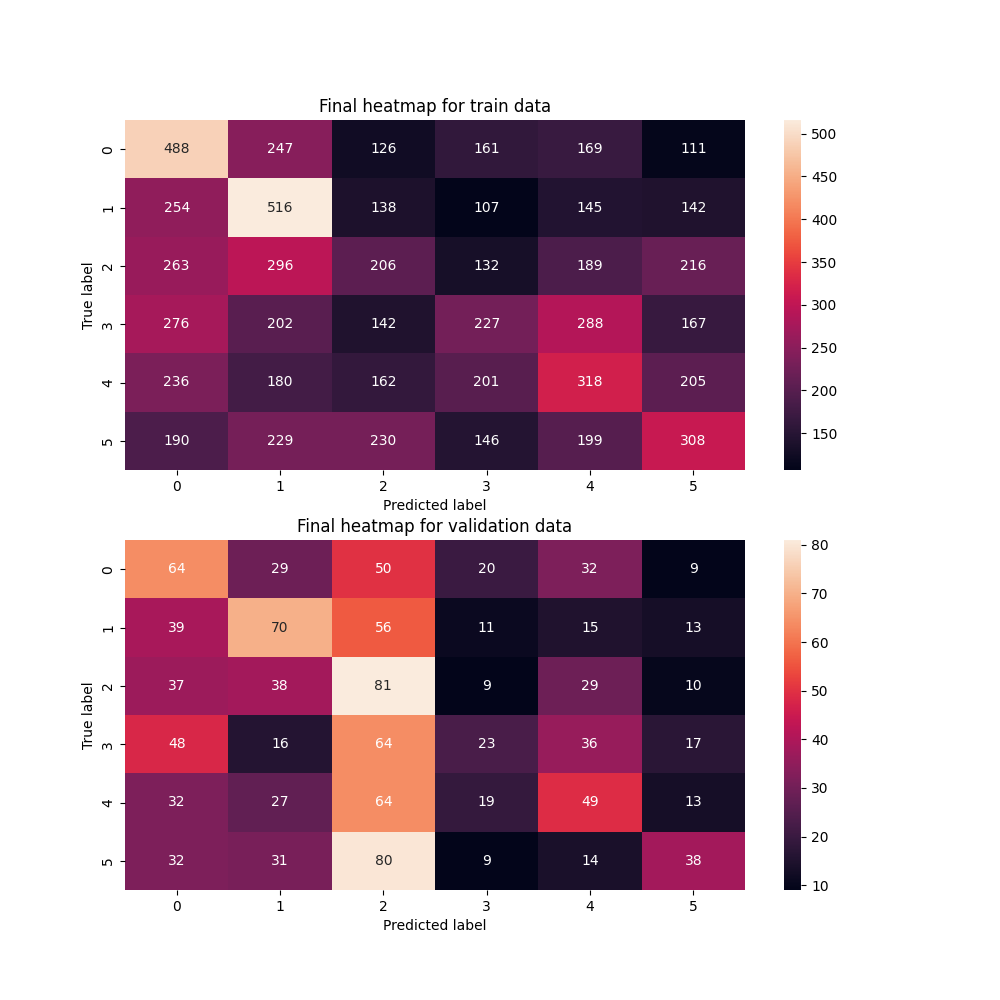 Final heatmap for train data
0 488 247 126 161 169 111
1 254 516 138 107 145 142
2 263 296 206 132 189 216
3 276 202 142 227 288 167
4 236 180 162 201 318 205
5 190 229 230 146 199 308
0 1 2 3 4 5
Predicted label
True label
500
450
400
350
300
250
200
150
Final heatmap for validation data
0 64 29 50 20 32 9
1 39 70 56 11 15 13
2 37 38 81 9 29 10
3 48 16 64 23 36 17
4 32 27 64 19 49 13
5 32 31 80 9 14 38
0 1 2 3 4 5
Predicted label
True label
80
70
60
50
40
30
20
10